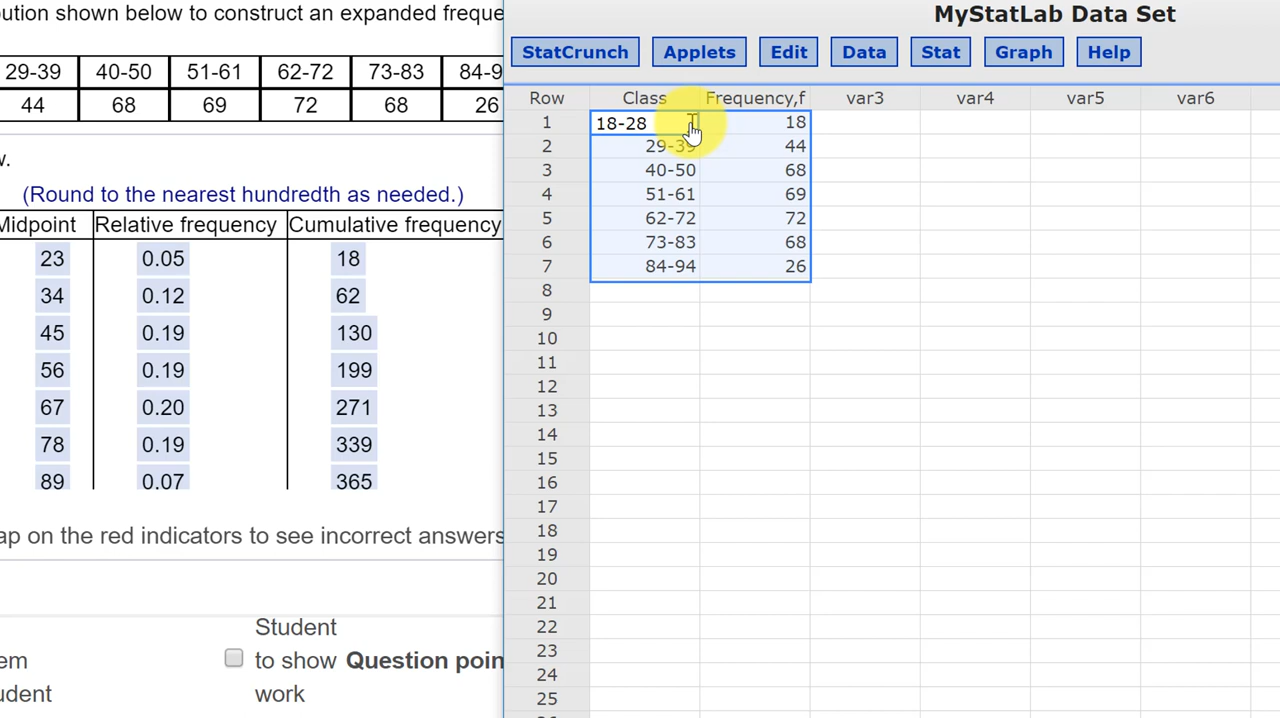 ution shown below to construct an expanded freque
29-39 40-50 51-61 62-72 73-83 84-9
44 68 69 72 68 26
w.
(Round to the nearest hundredth as needed.)
Midpoint Relative frequency Cumulative frequency
23 0.05 18
34 0.12 62
45 0.19 130
56 0.19 199
67 0.20 271
78 0.19 339
89 0.07 365
ap on the red indicators to see incorrect answers
Student
em to show Question poin
udent work
MyStatLab Data Set
StatCrunch Applets Edit Data Stat Graph Help
Row Class Frequency,f var3 var4 var5 var6
1 18-28 18
2 29-39 44
3 40-50 68
4 51-61 69
5 62-72 72
6 73-83 68
7 84-94 26
8
9
10
11
12
13
14
15
16
17
18
19
20
21
22
23
24
25